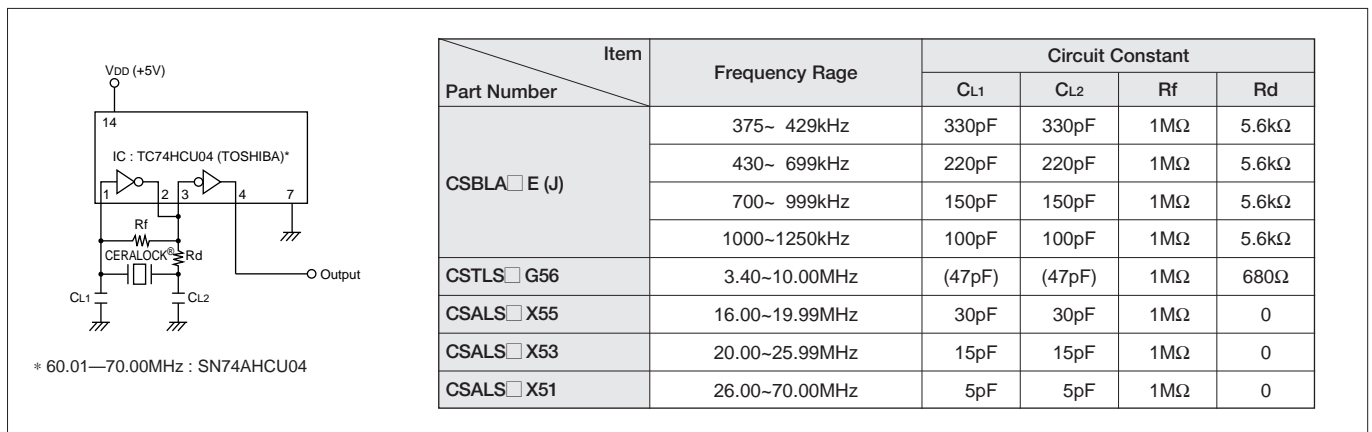 VDD (+5V)
14
IC : TC74HCU04 (TOSHIBA)*
1 2 3 4 7
Rf
CERALOCK® Rd
Output
CL1 CL2
* 60.01—70.00MHz : SN74AHCU04
Item
Part Number
Frequency Rage
Circuit Constant
CL1 CL2 Rf Rd
CSBLA□ E (J)
375~ 429kHz 330pF 330pF 1MΩ 5.6kΩ
430~ 699kHz 220pF 220pF 1MΩ 5.6kΩ
700~ 999kHz 150pF 150pF 1MΩ 5.6kΩ
1000~1250kHz 100pF 100pF 1MΩ 5.6kΩ
CSTLS□ G56 3.40~10.00MHz (47pF) (47pF) 1MΩ 680Ω
CSALS□ X55 16.00~19.99MHz 30pF 30pF 1MΩ 0
CSALS□ X53 20.00~25.99MHz 15pF 15pF 1MΩ 0
CSALS□ X51 26.00~70.00MHz 5pF 5pF 1MΩ 0